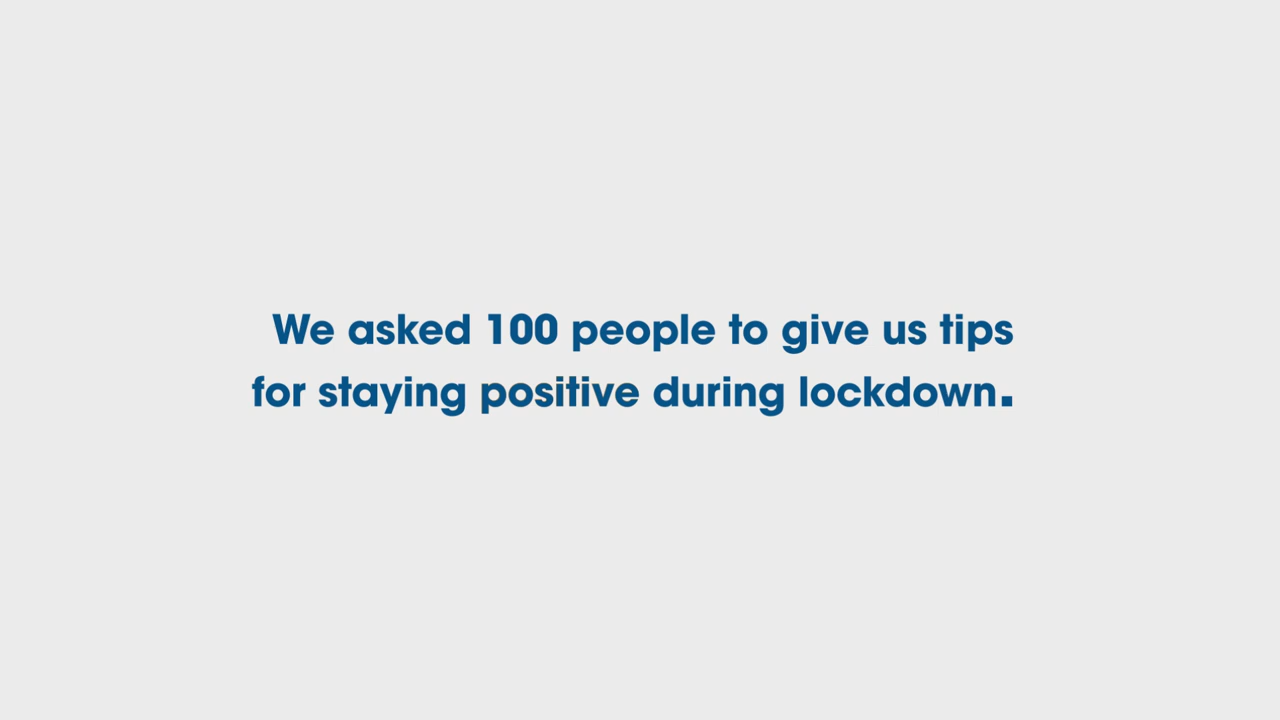 We asked 100 people to give us tips
for staying positive during lockdown.